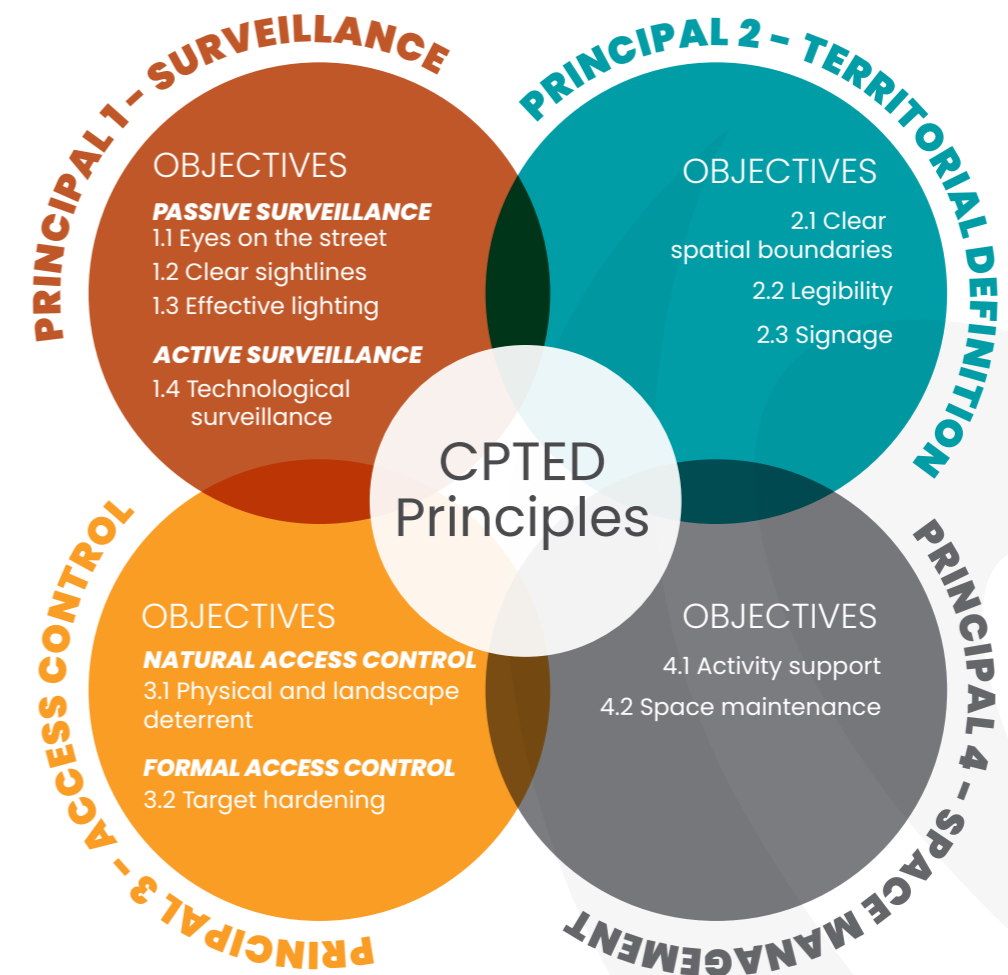 PRINCIPAL 1 – SURVEILLANCE
OBJECTIVES
PASSIVE SURVEILLANCE
1.1 Eyes on the street
1.2 Clear sightlines
1.3 Effective lighting
ACTIVE SURVEILLANCE
1.4 Technological
surveillance
PRINCIPAL 2 – TERRITORIAL DEFINITION
OBJECTIVES
2.1 Clear
spatial boundaries
2.2 Legibility
2.3 Signage
CPTED
Principles
PRINCIPAL 3 – ACCESS CONTROL
OBJECTIVES
NATURAL ACCESS CONTROL
3.1 Physical and landscape
deterrent
FORMAL ACCESS CONTROL
3.2 Target hardening
PRINCIPAL 4 – SPACE MANAGEMENT
OBJECTIVES
4.1 Activity support
4.2 Space maintenance